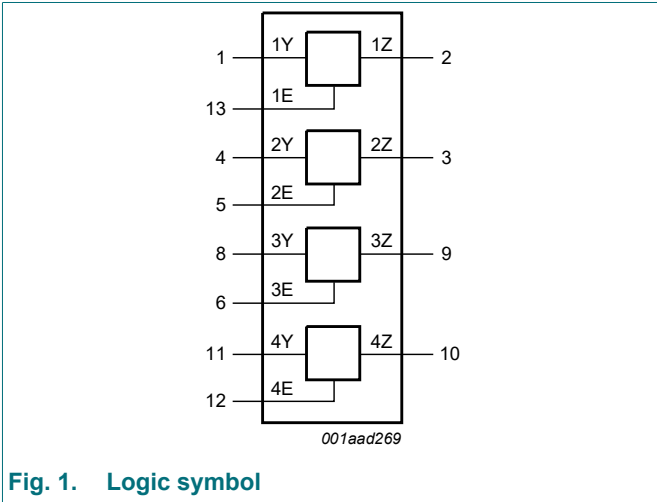 1 1Y 1Z 2
13 1E
4 2Y 2Z 3
5 2E
8 3Y 3Z 9
6 3E
11 4Y 4Z 10
12 4E
001aad269
Fig. 1. Logic symbol